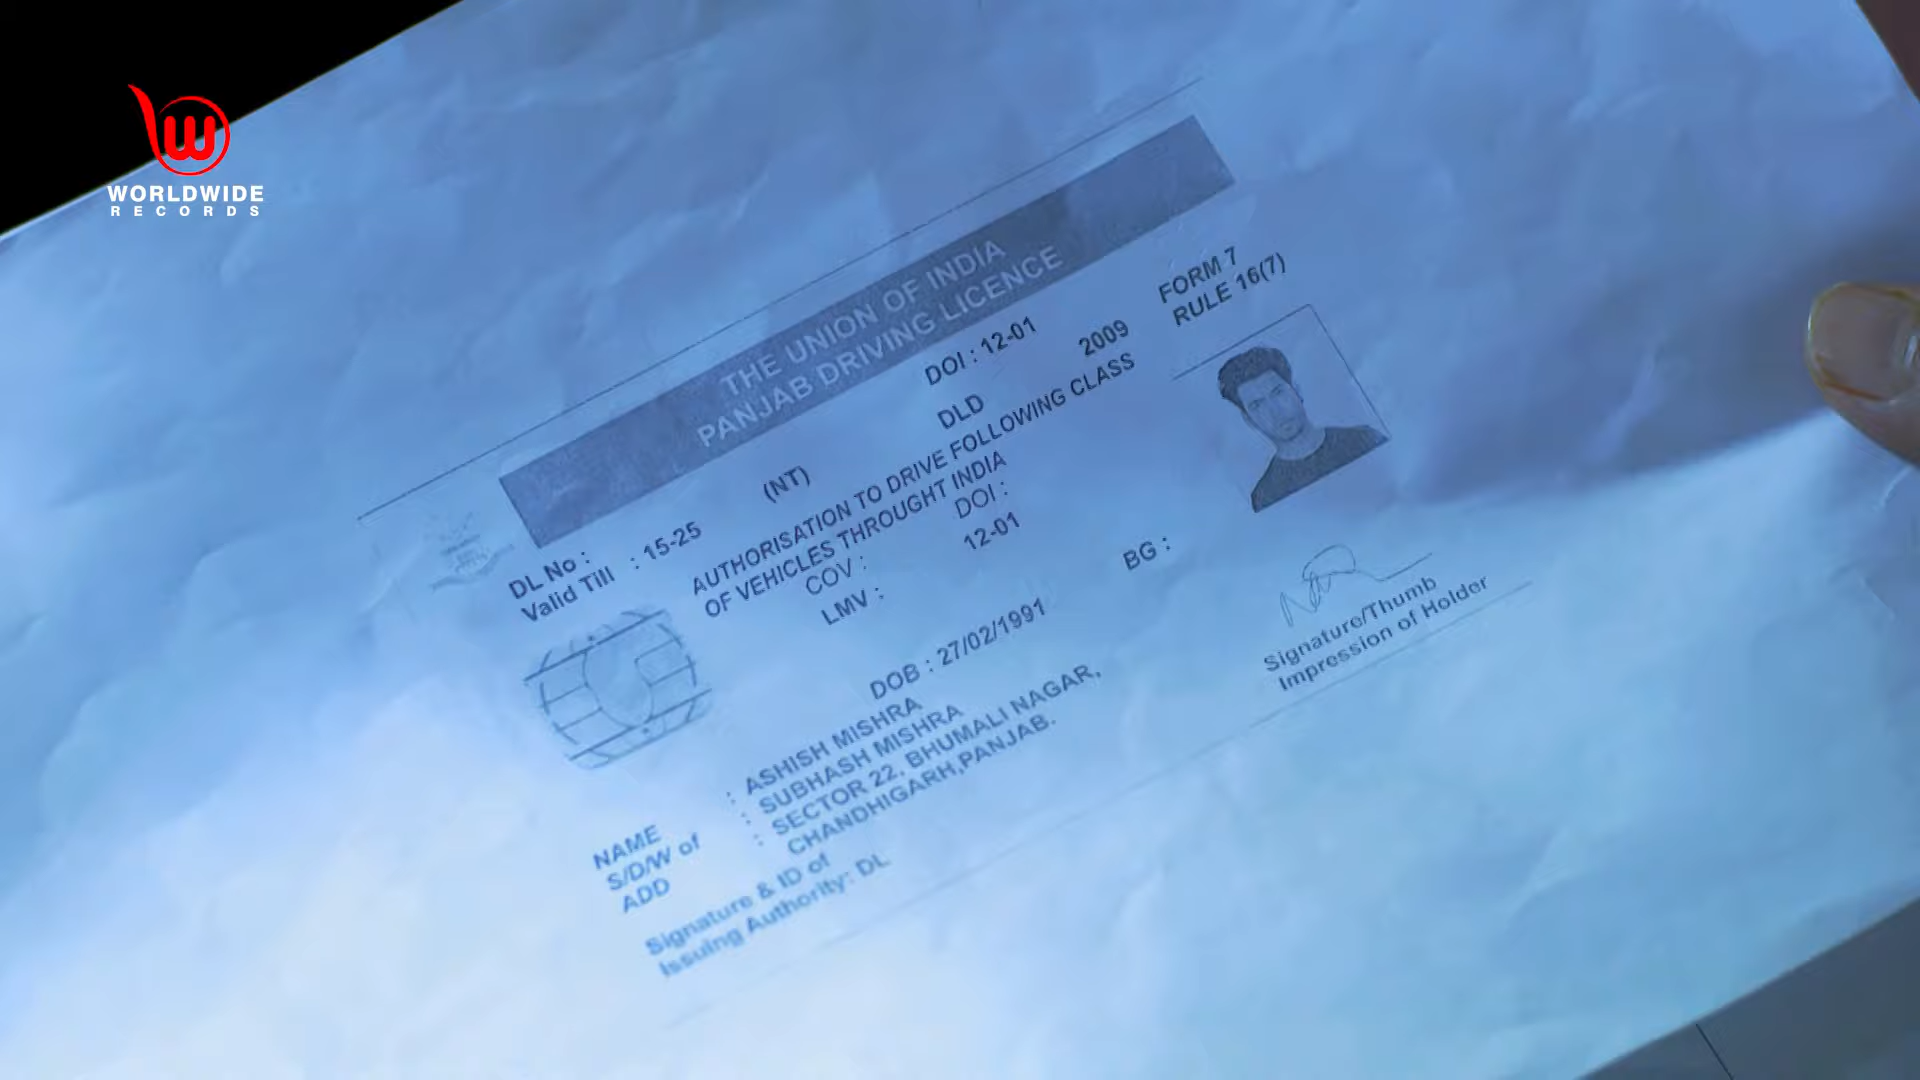 WORLDWIDE
RECORDS
THE UNION OF INDIA
PANJAB DRIVING LICENCE
FORM 7
RULE 16(7)
DL No :
DOI : 12-01
2009
Valid Till : 15-25
(NT)
DLD
AUTHORISATION TO DRIVE FOLLOWING CLASS
OF VEHICLES THROUGHT INDIA
COV :
DOI :
LMV :
12-01
DOB : 27/02/1991
BG :
NAME : ASHISH MISHRA
S/D/W of : SUBHASH MISHRA
ADD : SECTOR 22, BHUMALI NAGAR,
CHANDHIGARH,PANJAB.
Signature & ID of
Issuing Authority: DL
Signature/Thumb
Impression of Holder